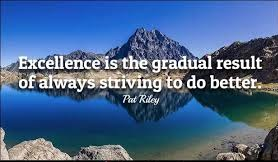 Excellence is the gradual result
of always striving to do better.
Pat Riley